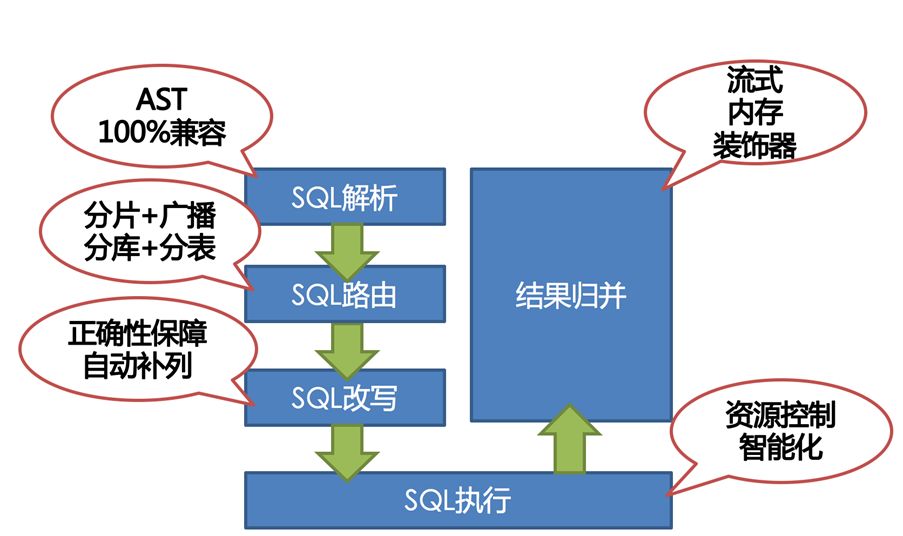 AST
100%兼容
SQL解析
分片+广播
分库+分表
SQL路由
正确性保障
自动补列
SQL改写
SQL执行
资源控制
智能化
结果归并
流式
内存
装饰器